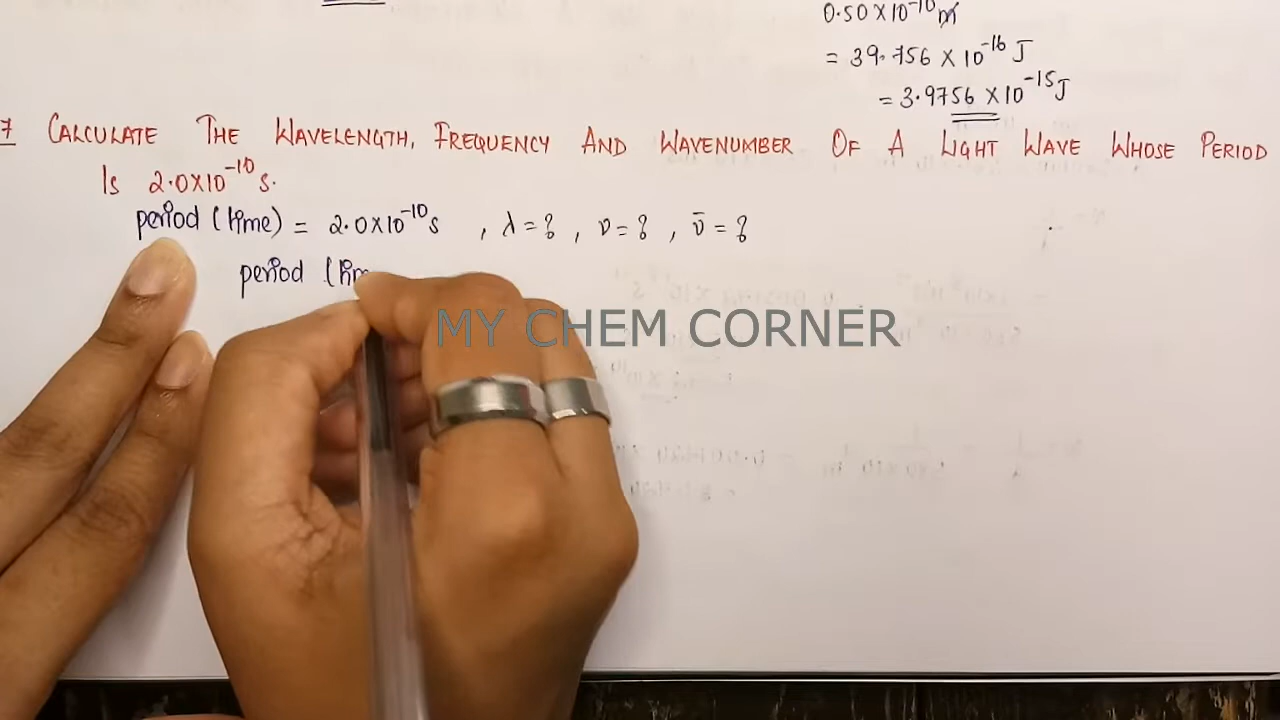 0.50 X 10⁻¹⁰ m
= 39.756 X 10⁻¹⁶ J
= 3.9756 X 10⁻¹⁵ J
7 CALCULATE THE WAVELENGTH, FREQUENCY AND WAVENUMBER OF A LIGHT WAVE WHOSE PERIOD
IS 2.0X10⁻¹⁰ s.
period (time) = 2.0X10⁻¹⁰ s , λ = ? , ν = ? , ν̄ = ?
period (tim
MY CHEM CORNER